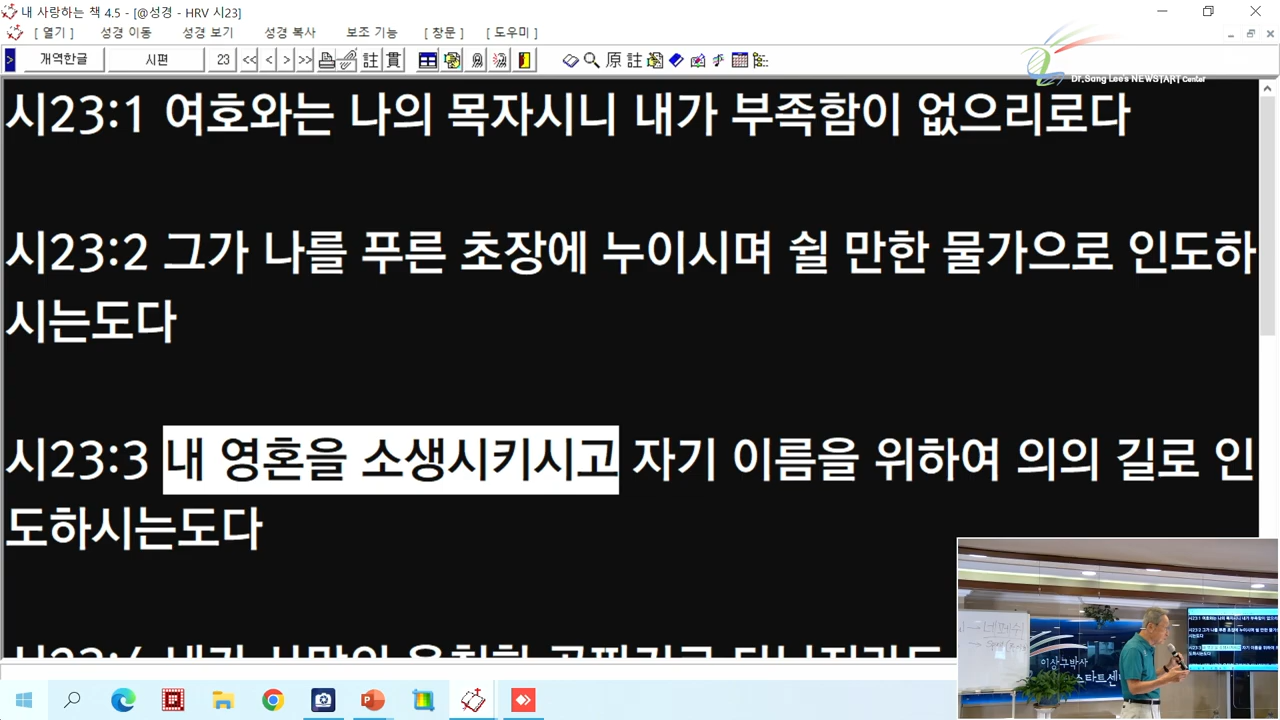 내 사랑하는 책 4.5 - [@성경 - HRV 시23]
[ 열기 ] 성경 이동 성경 보기 성경 복사 보조 기능 [ 창문 ] [ 도우미 ]
개역한글 시편 23 << < > >> 註 貫 原 註
Dr.Sang Lee's NEWSTART Center
시23:1 여호와는 나의 목자시니 내가 부족함이 없으리로다
시23:2 그가 나를 푸른 초장에 누이시며 쉴 만한 물가으로 인도하
시는도다
시23:3 내 영혼을 소생시키시고 자기 이름을 위하여 의의 길로 인
도하시는도다
이상구박사